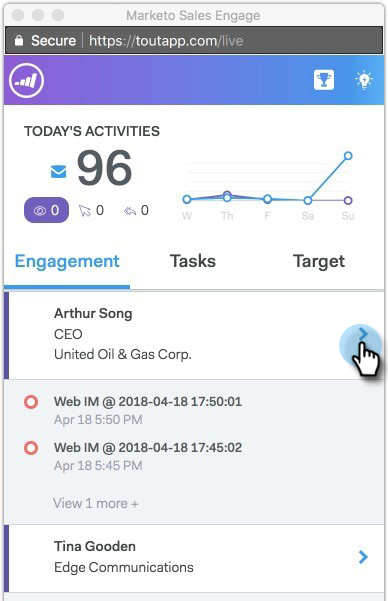 Marketo Sales Engage
Secure | https://toutapp.com/live
TODAY'S ACTIVITIES
96
0 0 0
W Th F Sa Su
Engagement Tasks Target
Arthur Song
CEO
United Oil & Gas Corp.
Web IM @ 2018-04-18 17:50:01
Apr 18 5:50 PM
Web IM @ 2018-04-18 17:45:02
Apr 18 5:45 PM
View 1 more +
Tina Gooden
Edge Communications